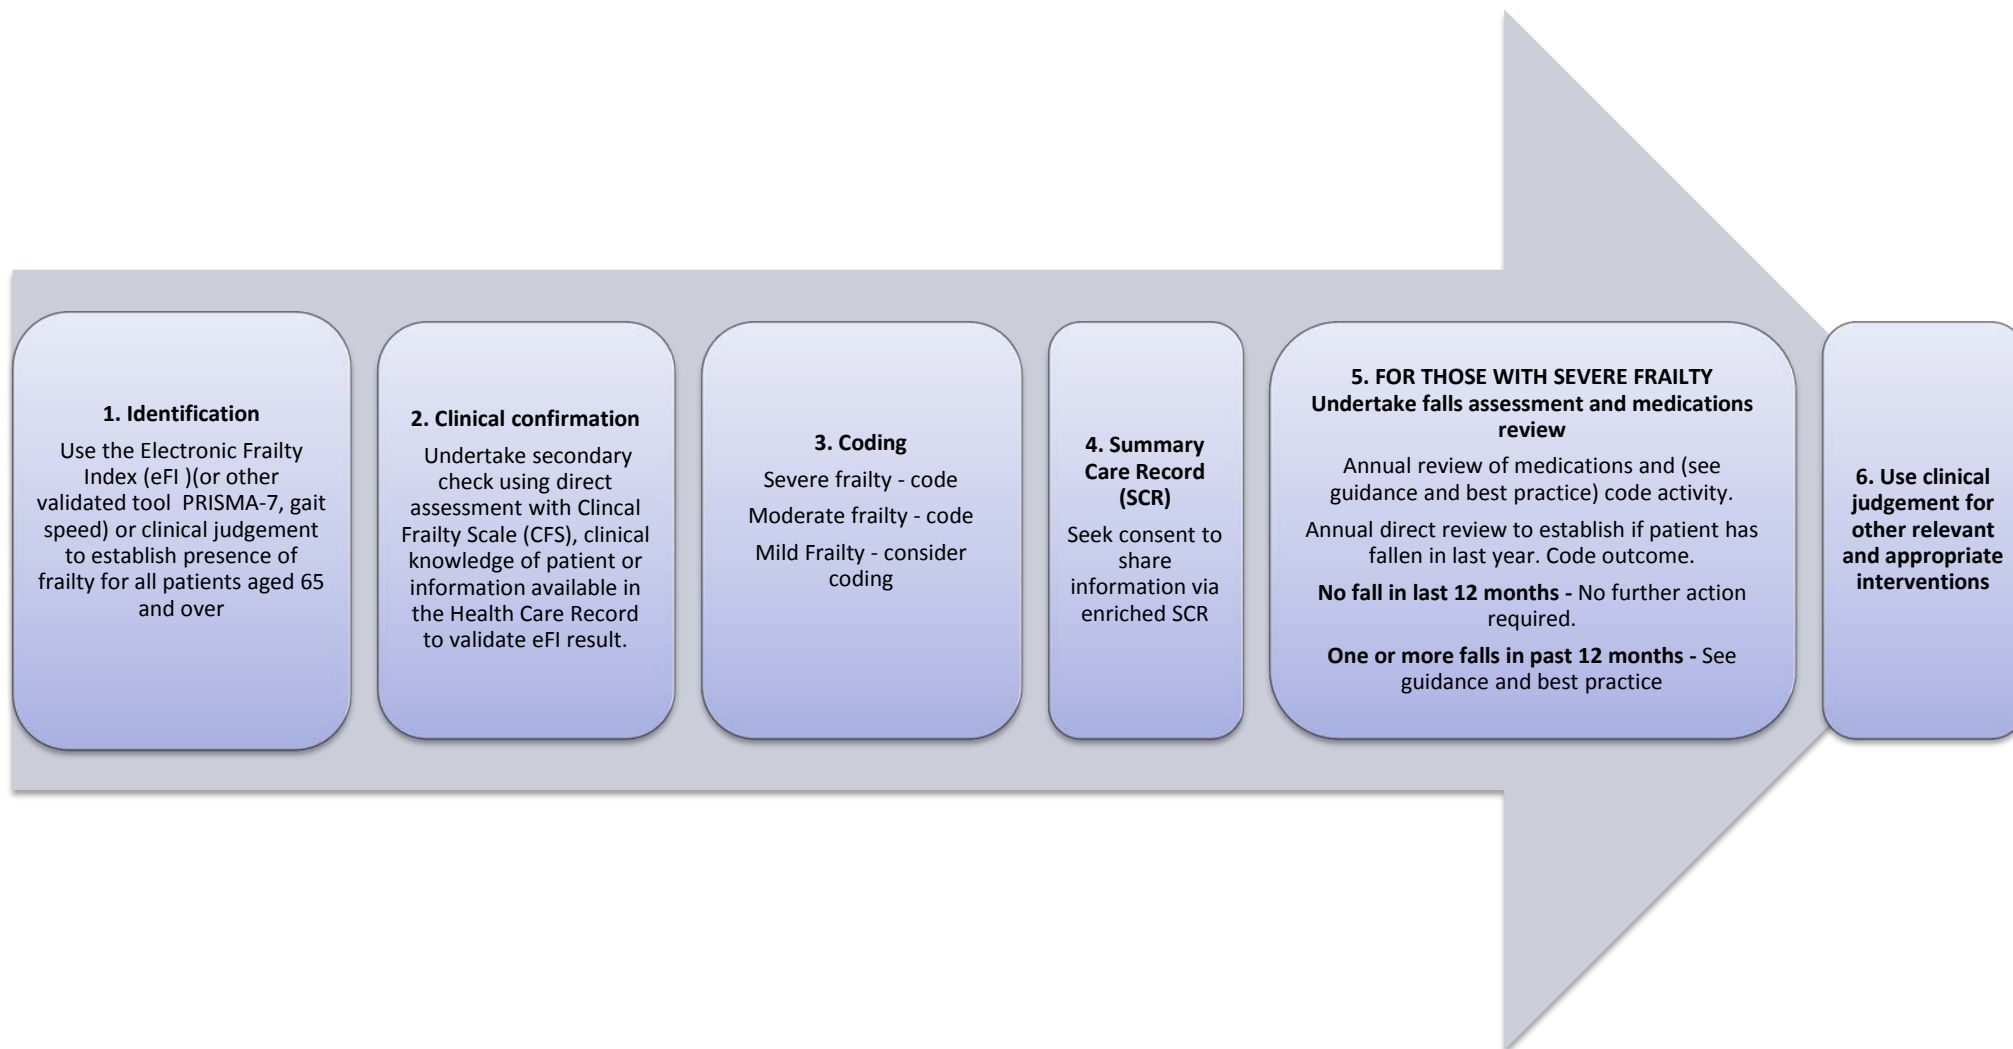 1. Identification
Use the Electronic Frailty
Index (eFI )(or other
validated tool  PRISMA-7, gait
speed) or clinical judgement
to establish presence of
frailty for all patients aged 65
and over
2. Clinical confirmation
Undertake secondary
check using direct
assessment with Clincal
Frailty Scale (CFS), clinical
knowledge of patient or
information available in
the Health Care Record
to validate eFI result.
3. Coding
Severe frailty - code
Moderate frailty - code
Mild Frailty - consider
coding
4. Summary
Care Record
(SCR)
Seek consent to
share
information via
enriched SCR
5. FOR THOSE WITH SEVERE FRAILTY
Undertake falls assessment and medications
review
Annual review of medications and (see
guidance and best practice) code activity.
Annual direct review to establish if patient has
fallen in last year. Code outcome.
No fall in last 12 months - No further action
required.
One or more falls in past 12 months - See
guidance and best practice
6. Use clinical
judgement for
other relevant
and appropriate
interventions